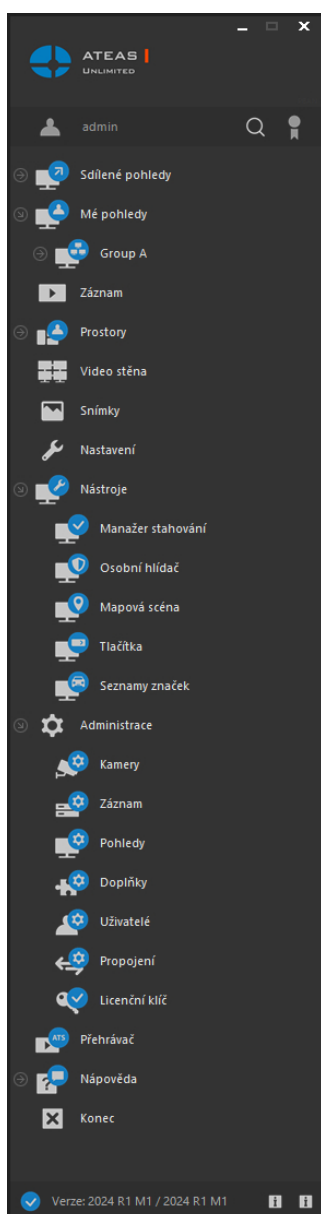 ATEAS
UNLIMITED
admin
Sdílené pohledy
Mé pohledy
Group A
Záznam
Prostory
Video stěna
Snímky
Nastavení
Nástroje
Manažer stahování
Osobní hlídač
Mapová scéna
Tlačítka
Seznamy značek
Administrace
Kamery
Záznam
Pohledy
Doplňky
Uživatelé
Propojení
Licenční klíč
ATS
Přehrávač
Nápověda
Konec
Verze: 2024 R1 M1 / 2024 R1 M1